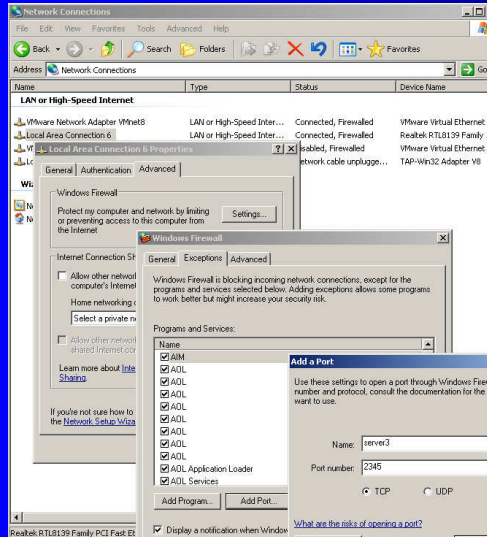 Network Connections
File Edit View Favorites Tools Advanced Help
Back Search Folders Favorites
Address Network Connections Go
Name Type Status Device Name
LAN or High-Speed Internet
VMware Network Adapter VMnet8 LAN or High-Speed Inter... Connected, Firewalled VMware Virtual Ethernet
Local Area Connection 6 LAN or High-Speed Inter... Connected, Firewalled Realtek RTL8139 Family
isabled, Firewalled VMware Virtual Ethernet
etwork cable unplugge... TAP-Win32 Adapter V8
Local Area Connection 6 Properties
General Authentication Advanced
Windows Firewall
Protect my computer and network by limiting
or preventing access to this computer from
the Internet
Settings...
Internet Connection Sh
Allow other network
computer's Internet
Home networking c
Select a private ne
Allow other network
shared Internet con
Learn more about Inte
Sharing.
If you're not sure how to
the Network Setup Wiza
Windows Firewall
General Exceptions Advanced
Windows Firewall is blocking incoming network connections, except for the
programs and services selected below. Adding exceptions allows some programs
to work better but might increase your security risk.
Programs and Services:
Name
AIM
AOL
AOL
AOL
AOL
AOL
AOL
AOL
AOL
AOL Application Loader
AOL Services
Add Program... Add Port...
Display a notification when Window
Add a Port
Use these settings to open a port through Windows Fire
number and protocol, consult the documentation for the
want to use.
Name: server3
Port number: 2345
TCP UDP
What are the risks of opening a port?
Realtek RTL8139 Family PCI Fast Et